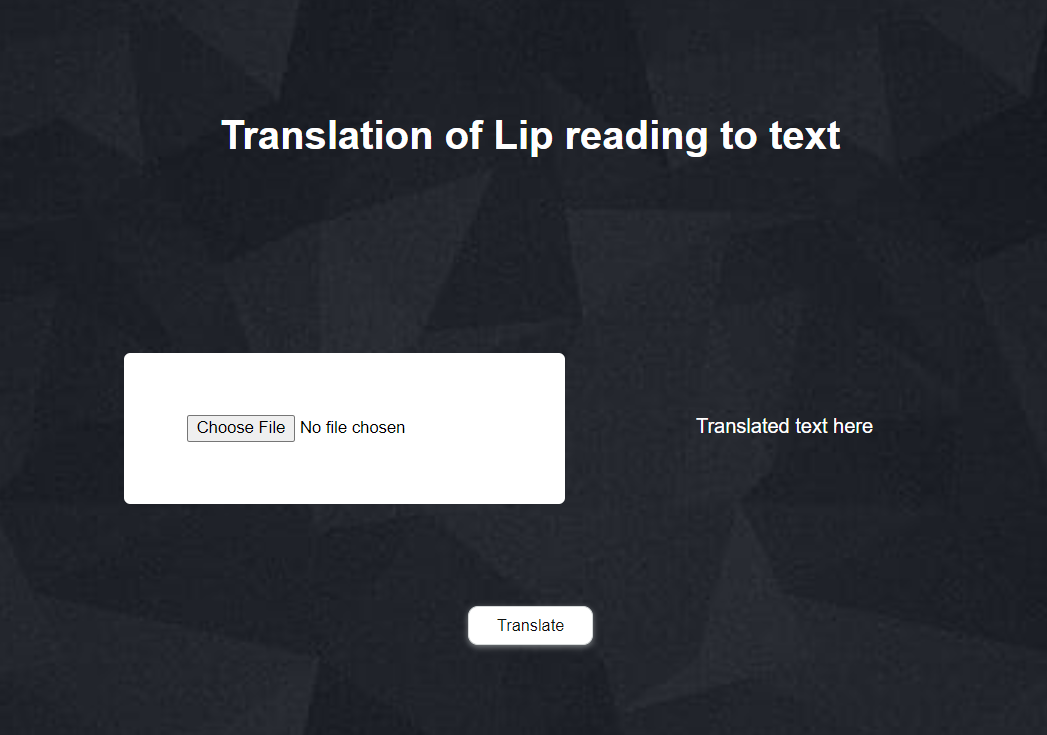 Translation of Lip reading to text
Choose File No file chosen
Translated text here
Translate